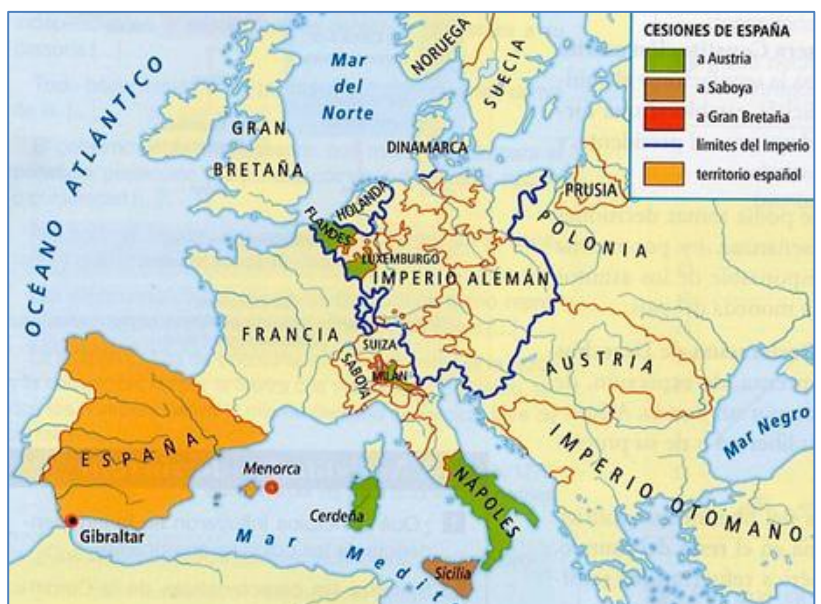 CESIONES DE ESPAÑA
a Austria
a Saboya
a Gran Bretaña
límites del Imperio
territorio español
NORUEGA
SUECIA
Mar
del
Norte
OCÉANO ATLÁNTICO
GRAN
BRETAÑA
DINAMARCA
PRUSIA
HOLANDA
FLANDES
POLONIA
LUXEMBURGO
IMPERIO ALEMÁN
FRANCIA
SUIZA
SABOYA
MILÁN
AUSTRIA
Mar Negro
IMPERIO OTOMANO
ESPAÑA
Menorca
NÁPOLES
Cerdeña
Gibraltar
Mar Medit
Sicilia